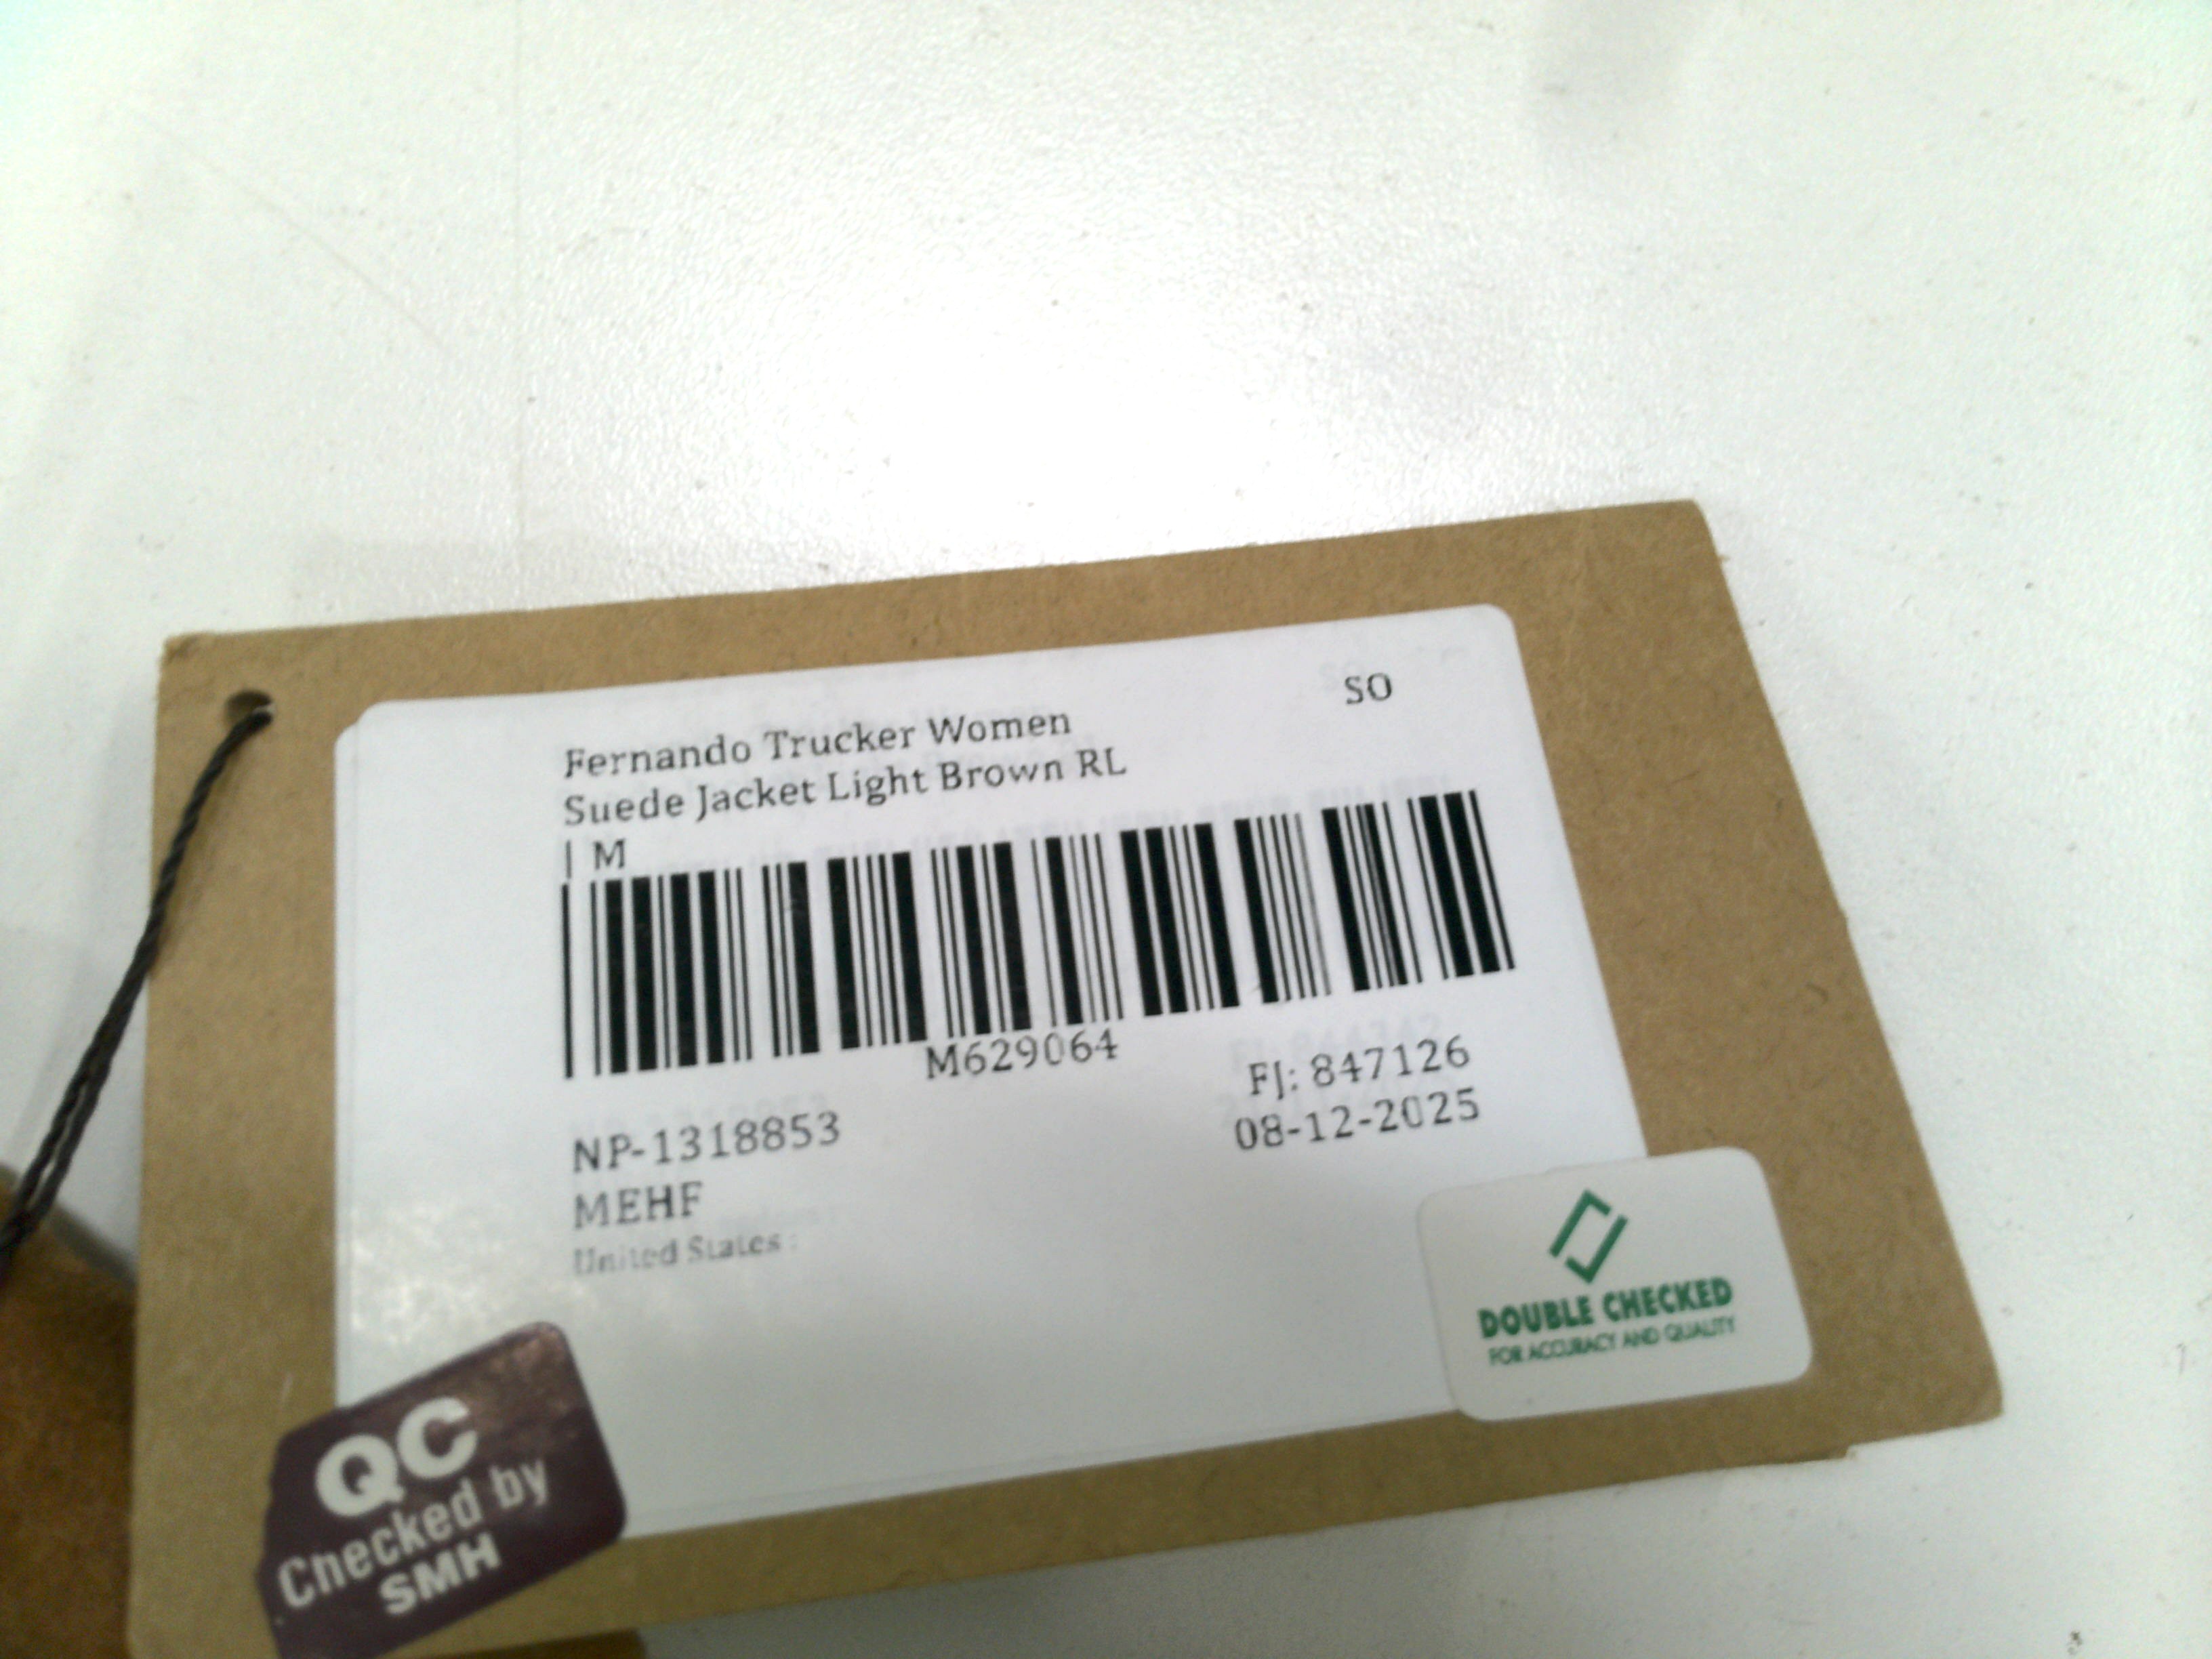 SO
Fernando Trucker Women
Suede Jacket Light Brown RL
| M
M629064
FJ: 847126
NP-1318853
08-12-2025
MEHF
United States :
DOUBLE CHECKED
FOR ACCURACY AND QUALITY
QC
Checked by
SMH